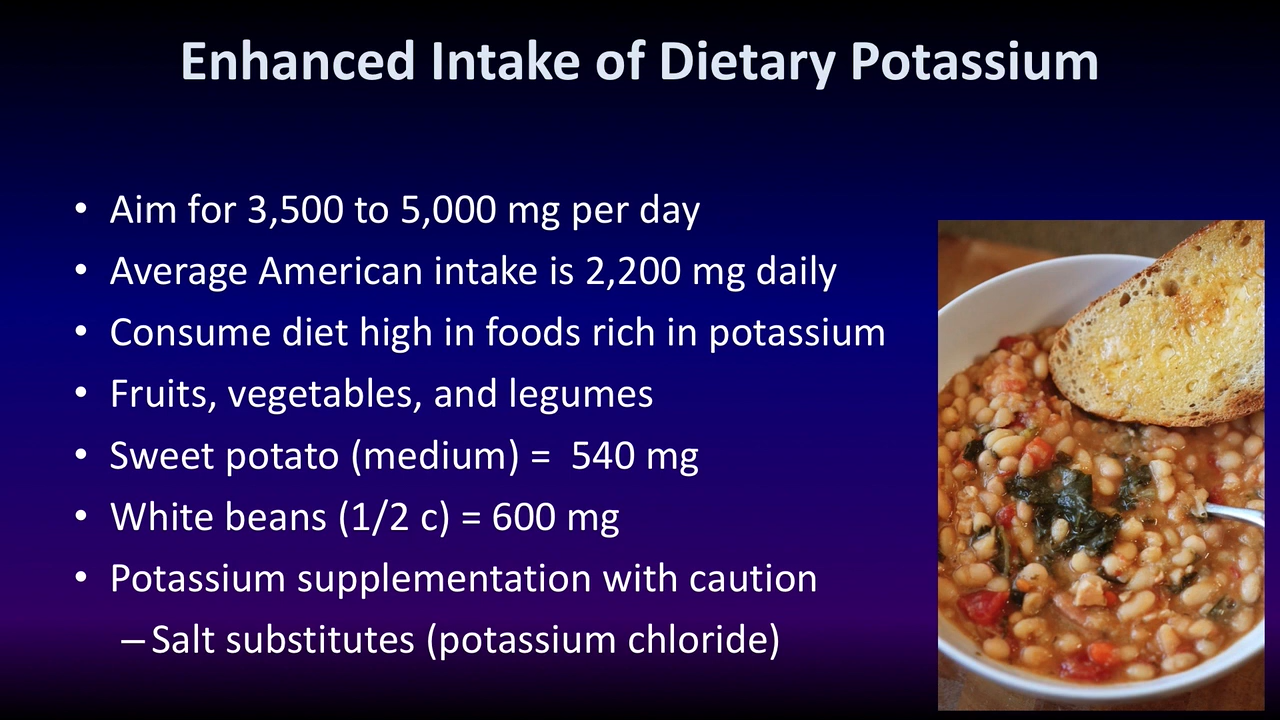 Enhanced Intake of Dietary Potassium
• Aim for 3,500 to 5,000 mg per day
• Average American intake is 2,200 mg daily
• Consume diet high in foods rich in potassium
• Fruits, vegetables, and legumes
• Sweet potato (medium) =  540 mg
• White beans (1/2 c) = 600 mg
• Potassium supplementation with caution
– Salt substitutes (potassium chloride)